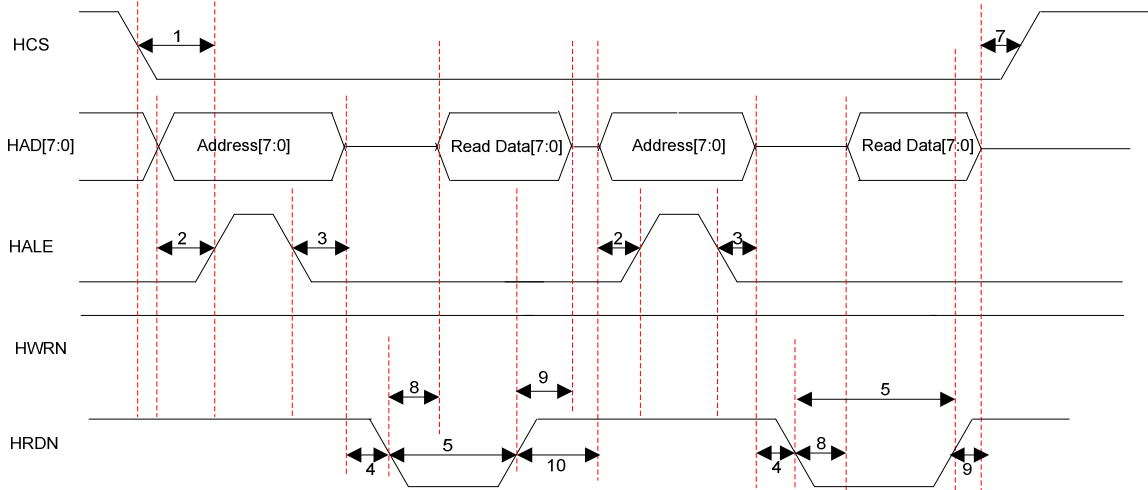 HCS
1
7
HAD[7:0]
Address[7:0]
Read Data[7:0]
Address[7:0]
Read Data[7:0]
HALE
2
3
2
3
HWRN
8
9
5
HRDN
4
5
10
4
8
9